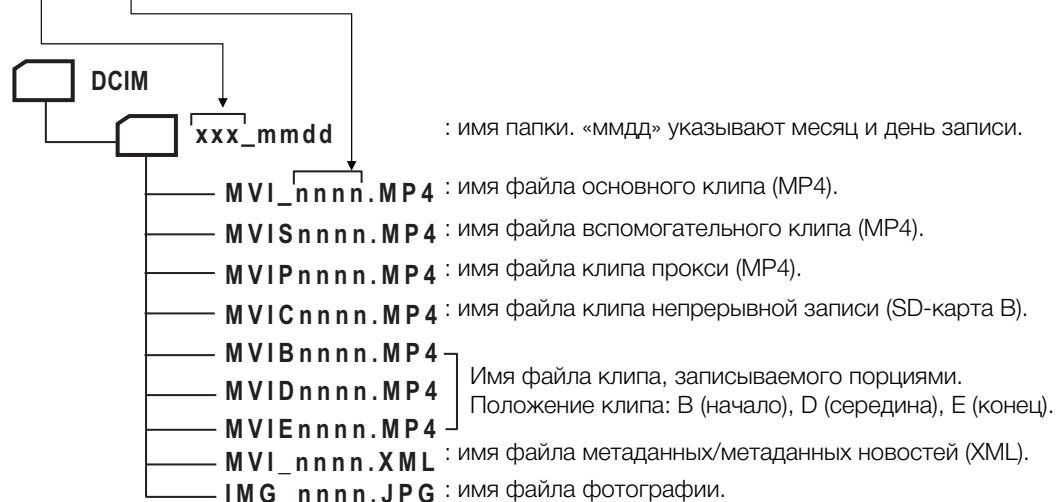 DCIM
xxx_mmdd : имя папки. «ммдд» указывают месяц и день записи.
MVI_nnnn.MP4 : имя файла основного клипа (MP4).
MVISnnnn.MP4 : имя файла вспомогательного клипа (MP4).
MVIPnnnn.MP4 : имя файла клипа прокси (MP4).
MVICnnnn.MP4 : имя файла клипа непрерывной записи (SD-карта B).
MVIBnnnn.MP4
MVIDnnnn.MP4
MVIEnnnn.MP4
Имя файла клипа, записываемого порциями.
Положение клипа: B (начало), D (середина), E (конец).
MVI_nnnn.XML : имя файла метаданных/метаданных новостей (XML).
IMG_nnnn.JPG : имя файла фотографии.